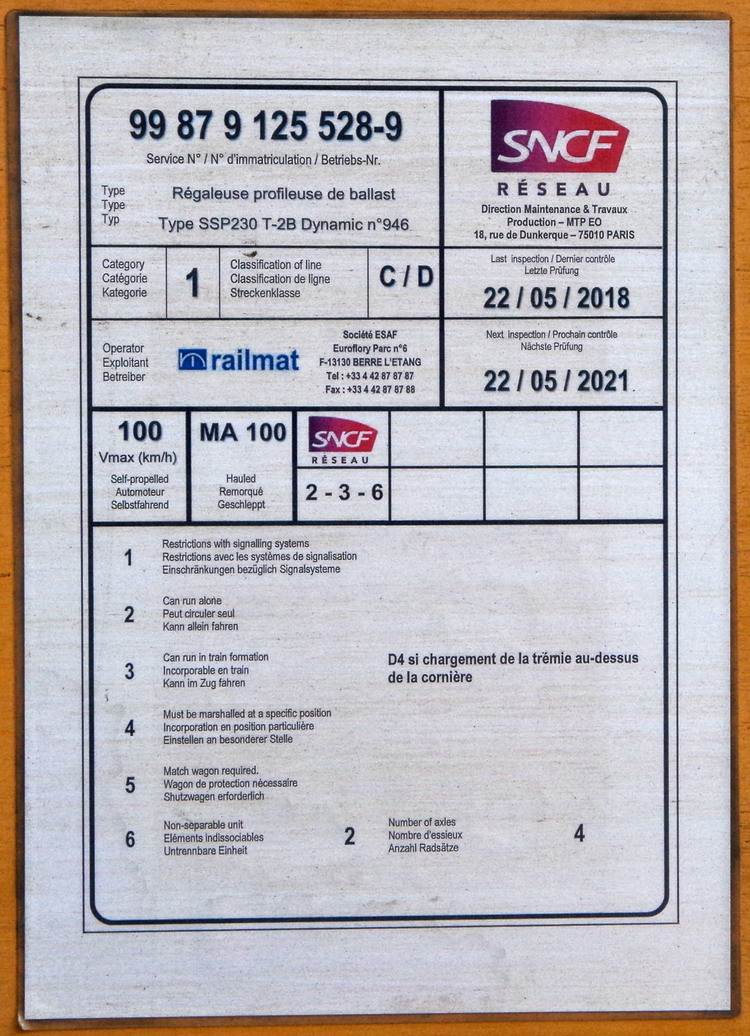 99 87 9 125 528-9
Service N° / N° d'immatriculation / Betriebs-Nr.
Type
Type
Typ
Régaleuse profileuse de ballast
Type SSP230 T-2B Dynamic n°946
SNCF
RÉSEAU
Direction Maintenance & Travaux
Production – MTP EO
18, rue de Dunkerque – 75010 PARIS
Category
Catégorie
Kategorie
1
Classification of line
Classification de ligne
Streckenklasse
C / D
Last inspection / Dernier contrôle
Letzte Prüfung
22 / 05 / 2018
Operator
Exploitant
Betreiber
railmat
Société ESAF
Euroflory Parc n°6
F-13130 BERRE L'ETANG
Tel : +33 4 42 87 87 87
Fax : +33 4 42 87 87 88
Next inspection / Prochain contrôle
Nächste Prüfung
22 / 05 / 2021
100
Vmax (km/h)
Self-propelled
Automoteur
Selbstfahrend
MA 100
Hauled
Remorqué
Geschleppt
SNCF
RÉSEAU
2 - 3 - 6
1
Restrictions with signalling systems
Restrictions avec les systèmes de signalisation
Einschränkungen bezüglich Signalsysteme
2
Can run alone
Peut circuler seul
Kann allein fahren
3
Can run in train formation
Incorporable en train
Kann im Zug fahren
D4 si chargement de la trémie au-dessus
de la cornière
4
Must be marshalled at a specific position
Incorporation en position particulière
Einstellen an besonderer Stelle
5
Match wagon required.
Wagon de protection nécessaire
Shutzwagen erforderlich
6
Non-séparable unit
Eléments indissociables
Untrennbare Einheit
2
Number of axles
Nombre d'essieux
Anzahl Radsätze
4